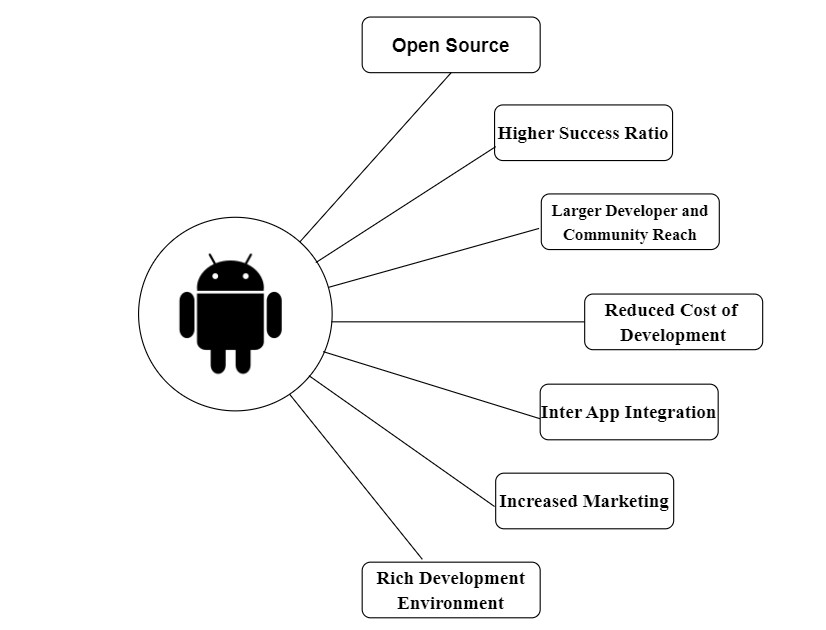 Open Source
Higher Success Ratio
Larger Developer and
Community Reach
Reduced Cost of
Development
Inter App Integration
Increased Marketing
Rich Development
Environment